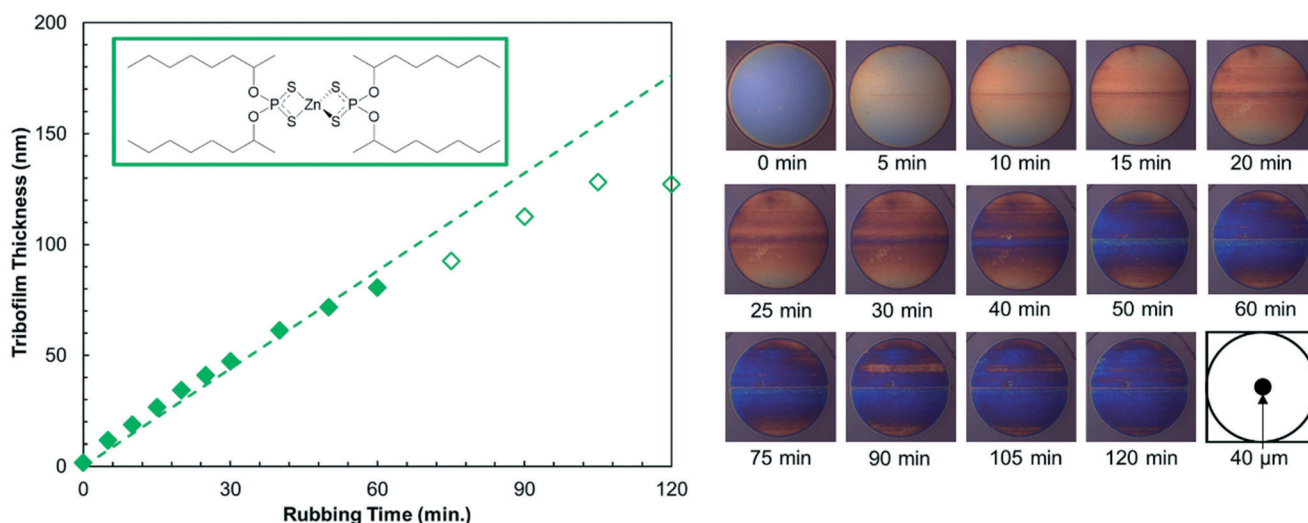 200
150
100
50
0
0
30
60
90
120
Tribofilm Thickness (nm)
Rubbing Time (min.)
O
S
S
O
P
Zn
P
O
S
S
O
0 min
5 min
10 min
15 min
20 min
25 min
30 min
40 min
50 min
60 min
75 min
90 min
105 min
120 min
40 µm